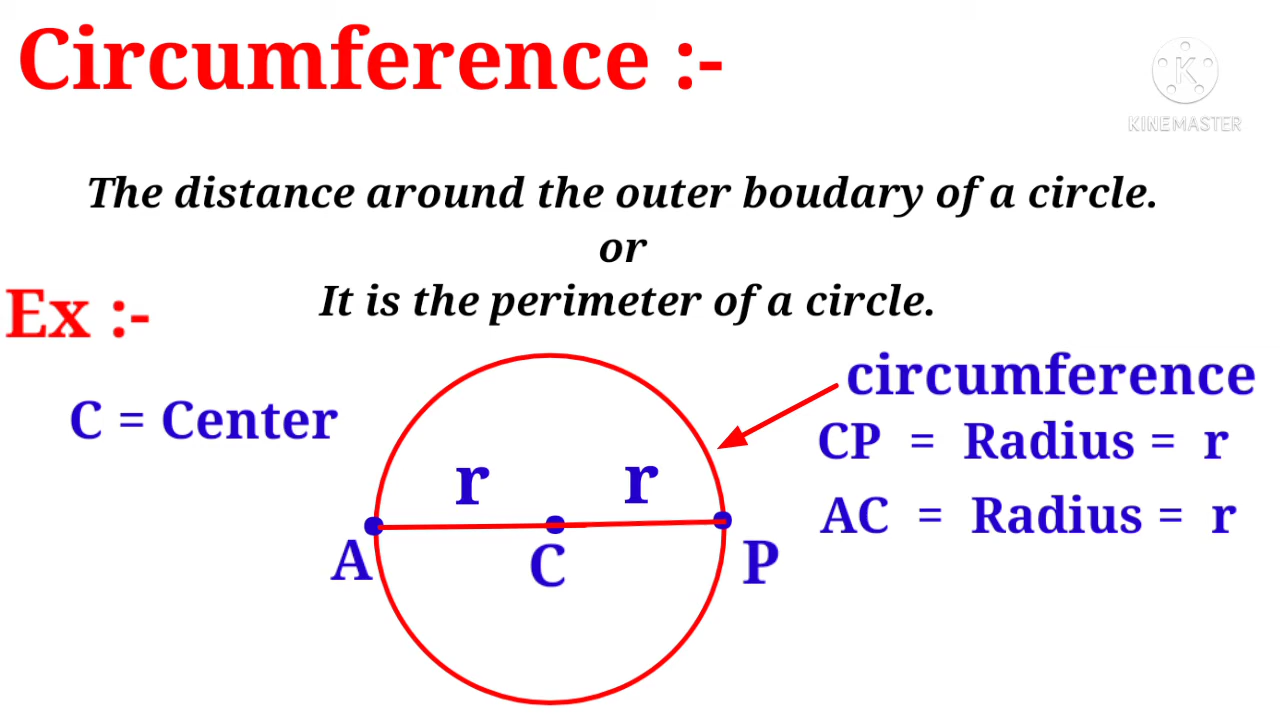 Circumference :-
KINEMASTER
The distance around the outer boudary of a circle.
or
It is the perimeter of a circle.
Ex :-
C = Center
circumference
CP = Radius = r
AC = Radius = r
r r
A C P